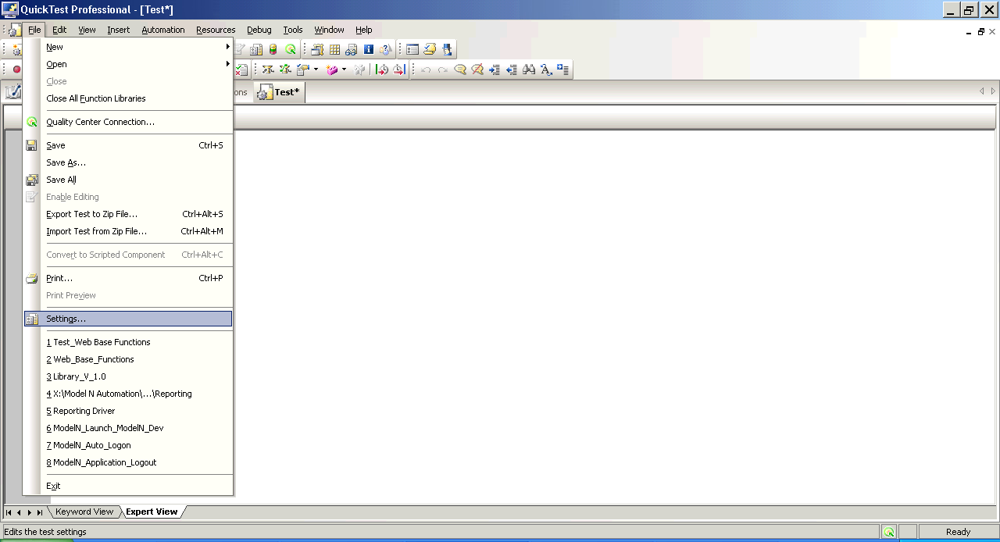 QuickTest Professional - [Test*]
File Edit View Insert Automation Resources Debug Tools Window Help
New
Open
Close
ons Test*
Close All Function Libraries
Quality Center Connection...
Save Ctrl+S
Save As...
Save All
Enable Editing
Export Test to Zip File... Ctrl+Alt+S
Import Test from Zip File... Ctrl+Alt+M
Convert to Scripted Component Ctrl+Alt+C
Print... Ctrl+P
Print Preview
Settings...
1 Test_Web Base Functions
2 Web_Base_Functions
3 Library_V_1.0
4 X:\Model N Automation\...\Reporting
5 Reporting Driver
6 ModelN_Launch_ModelN_Dev
7 ModelN_Auto_Logon
8 ModelN_Application_Logout
Exit
Keyword View Expert View
Edits the test settings Ready